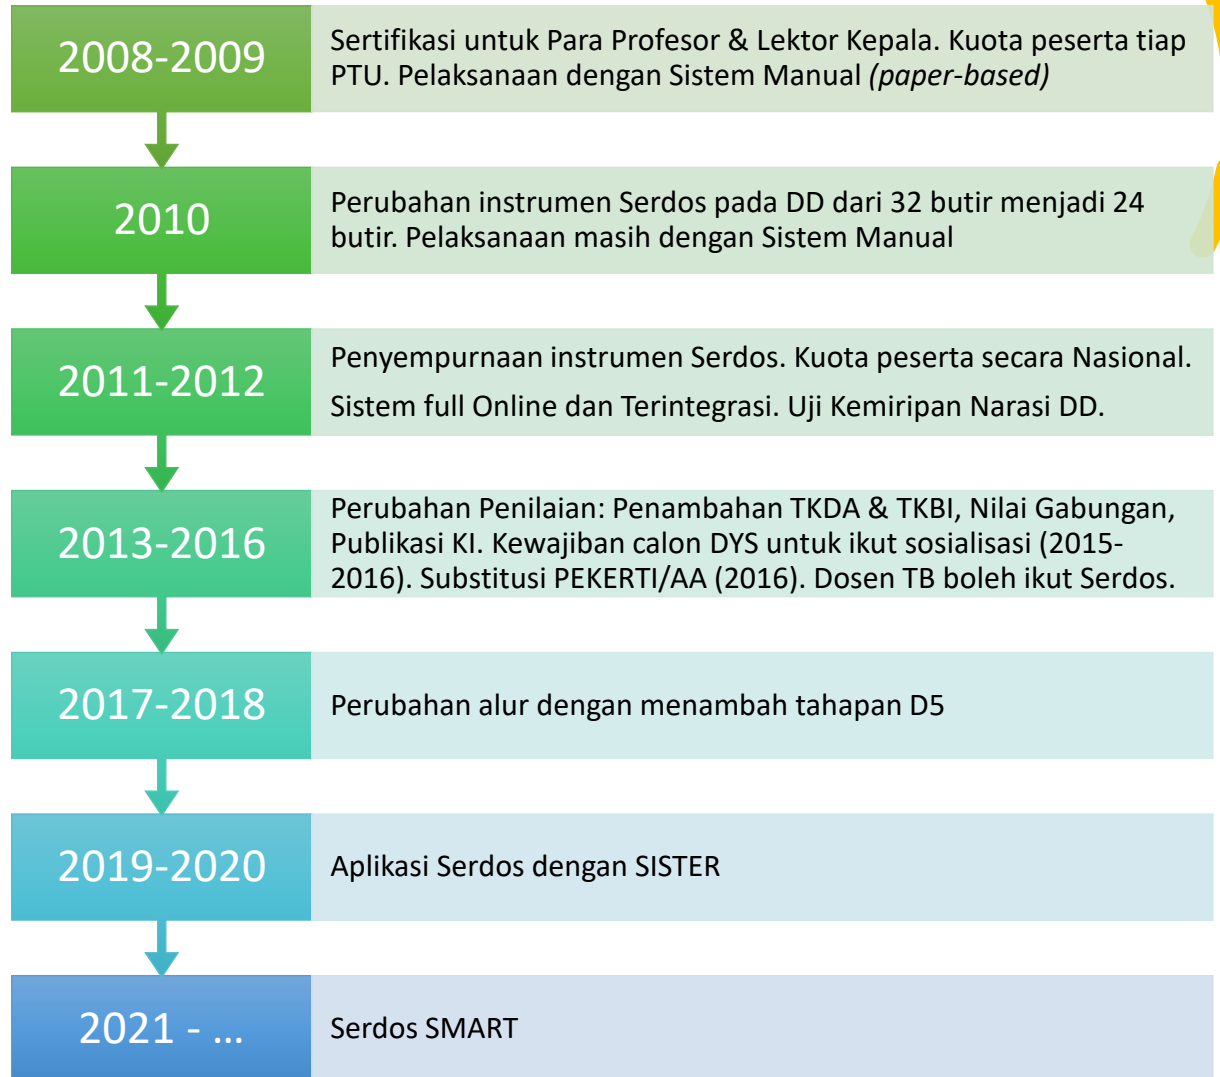 2008-2009
Sertifikasi untuk Para Profesor & Lektor Kepala. Kuota peserta tiap
PTU. Pelaksanaan dengan Sistem Manual (paper-based)
2010
Perubahan instrumen Serdos pada DD dari 32 butir menjadi 24
butir. Pelaksanaan masih dengan Sistem Manual
2011-2012
Penyempurnaan instrumen Serdos. Kuota peserta secara Nasional.
Sistem full Online dan Terintegrasi. Uji Kemiripan Narasi DD.
2013-2016
Perubahan Penilaian: Penambahan TKDA & TKBI, Nilai Gabungan,
Publikasi KI. Kewajiban calon DYS untuk ikut sosialisasi (2015-
2016). Substitusi PEKERTI/AA (2016). Dosen TB boleh ikut Serdos.
2017-2018
Perubahan alur dengan menambah tahapan D5
2019-2020
Aplikasi Serdos dengan SISTER
2021 - ...
Serdos SMART